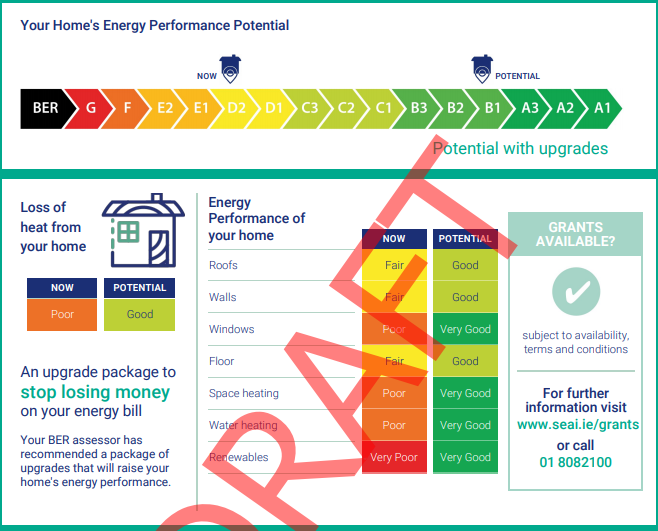 Your Home's Energy Performance Potential
NOW
POTENTIAL
BER G F E2 E1 D2 D1 C3 C2 C1 B3 B2 B1 A3 A2 A1
Potential with upgrades
Loss of
heat from
your home
NOW POTENTIAL
Poor Good
An upgrade package to
stop losing money
on your energy bill
Your BER assessor has
recommended a package of
upgrades that will raise your
home's energy performance.
Energy
Performance of
your home
NOW POTENTIAL
Roofs Fair Good
Walls Fair Good
Windows Poor Very Good
Floor Fair Good
Space heating Poor Very Good
Water heating Poor Very Good
Renewables Very Poor Very Good
GRANTS
AVAILABLE?
subject to availability,
terms and conditions
For further
information visit
www.seai.ie/grants
or call
01 8082100